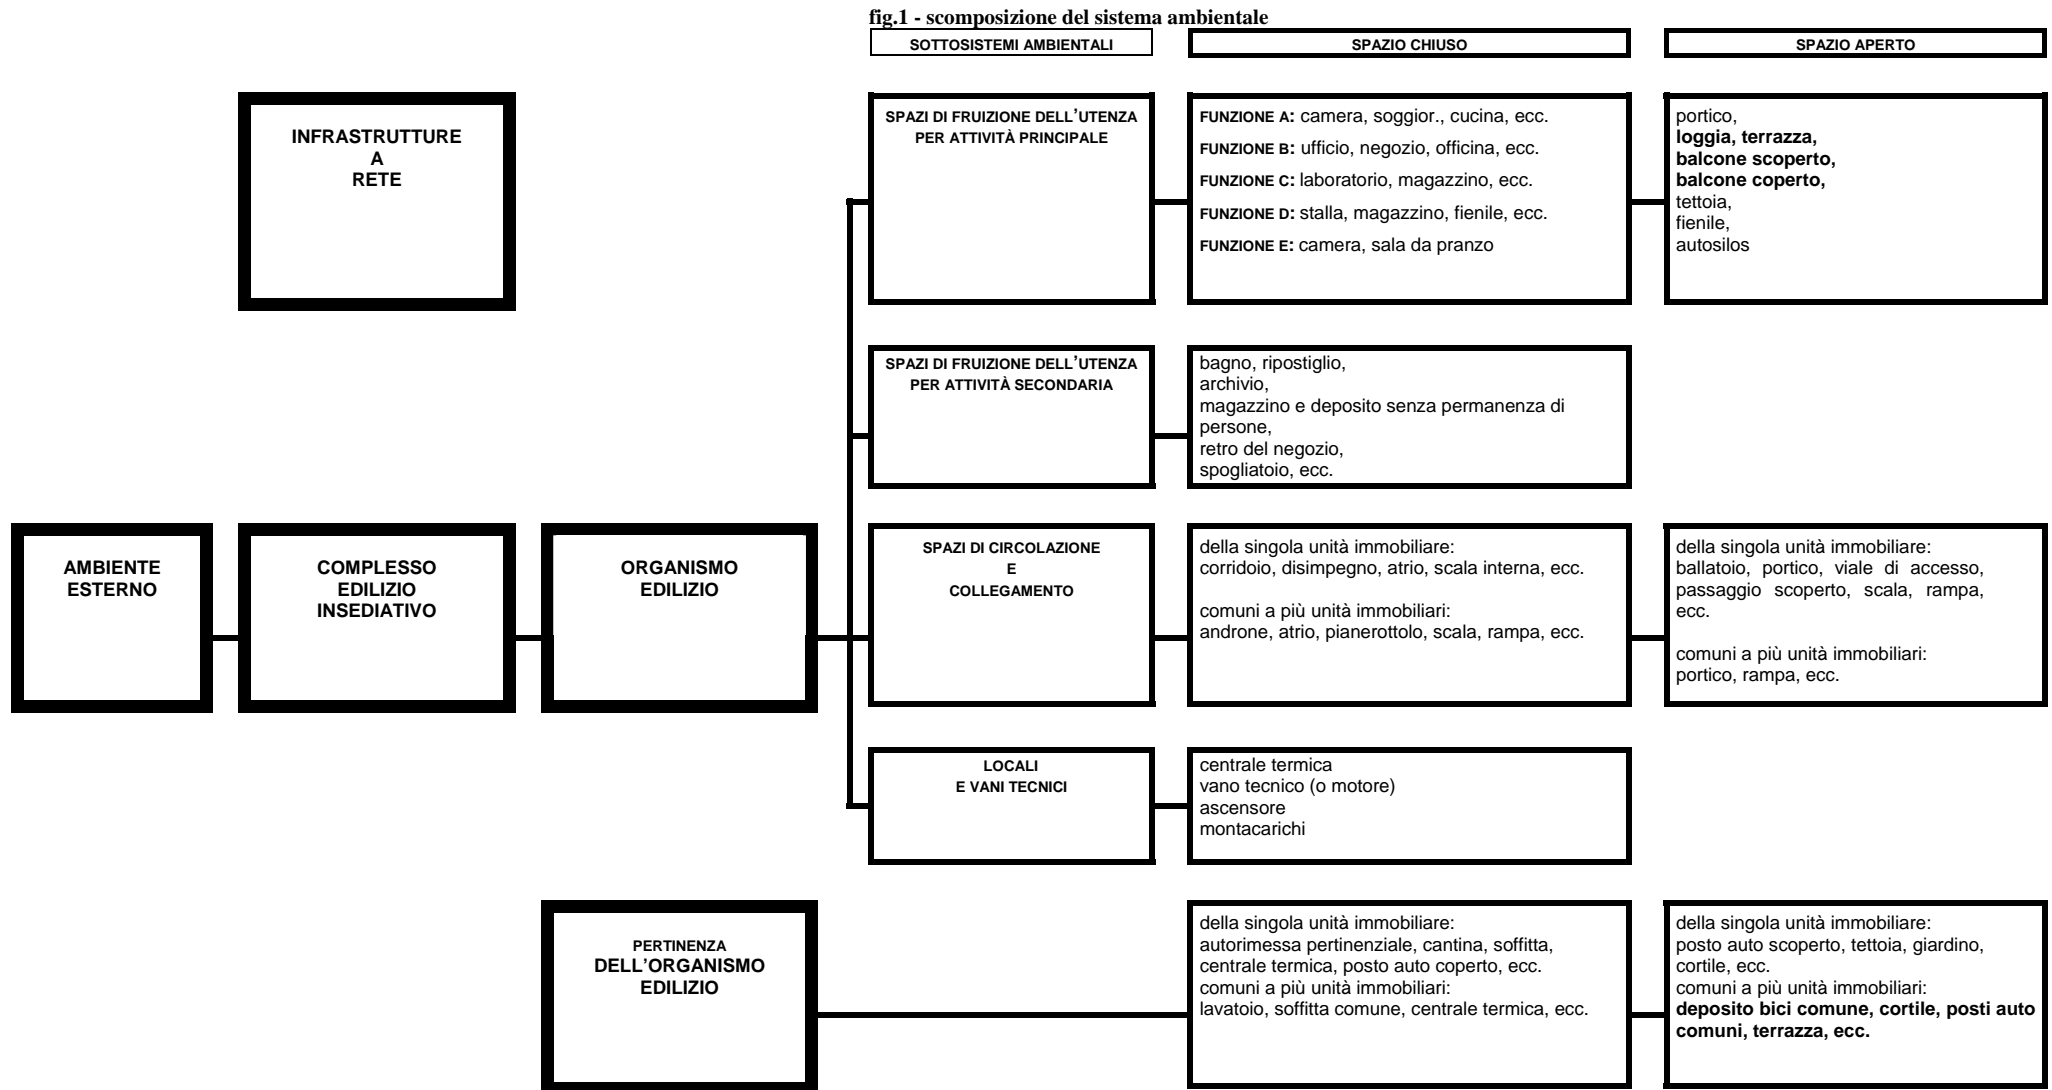 fig.1 - scomposizione del sistema ambientale
SOTTOSISTEMI AMBIENTALI
SPAZIO CHIUSO
SPAZIO APERTO
INFRASTRUTTURE
A
RETE
SPAZI DI FRUIZIONE DELL’UTENZA
PER ATTIVITÀ PRINCIPALE
FUNZIONE A: camera, soggior., cucina, ecc.
FUNZIONE B: ufficio, negozio, officina, ecc.
FUNZIONE C: laboratorio, magazzino, ecc.
FUNZIONE D: stalla, magazzino, fienile, ecc.
FUNZIONE E: camera, sala da pranzo
portico,
loggia, terrazza,
balcone scoperto,
balcone coperto,
tettoia,
fienile,
autosilos
SPAZI DI FRUIZIONE DELL’UTENZA
PER ATTIVITÀ SECONDARIA
bagno, ripostiglio,
archivio,
magazzino e deposito senza permanenza di
persone,
retro del negozio,
spogliatoio, ecc.
AMBIENTE
ESTERNO
COMPLESSO
EDILIZIO
INSEDIATIVO
ORGANISMO
EDILIZIO
SPAZI DI CIRCOLAZIONE
E
COLLEGAMENTO
della singola unità immobiliare:
corridoio, disimpegno, atrio, scala interna, ecc.
comuni a più unità immobiliari:
androne, atrio, pianerottolo, scala, rampa, ecc.
della singola unità immobiliare:
ballatoio, portico, viale di accesso,
passaggio scoperto, scala, rampa,
ecc.
comuni a più unità immobiliari:
portico, rampa, ecc.
LOCALI
E VANI TECNICI
centrale termica
vano tecnico (o motore)
ascensore
montacarichi
PERTINENZA
DELL’ORGANISMO
EDILIZIO
della singola unità immobiliare:
autorimessa pertinenziale, cantina, soffitta,
centrale termica, posto auto coperto, ecc.
comuni a più unità immobiliari:
lavatoio, soffitta comune, centrale termica, ecc.
della singola unità immobiliare:
posto auto scoperto, tettoia, giardino,
cortile, ecc.
comuni a più unità immobiliari:
deposito bici comune, cortile, posti auto
comuni, terrazza, ecc.